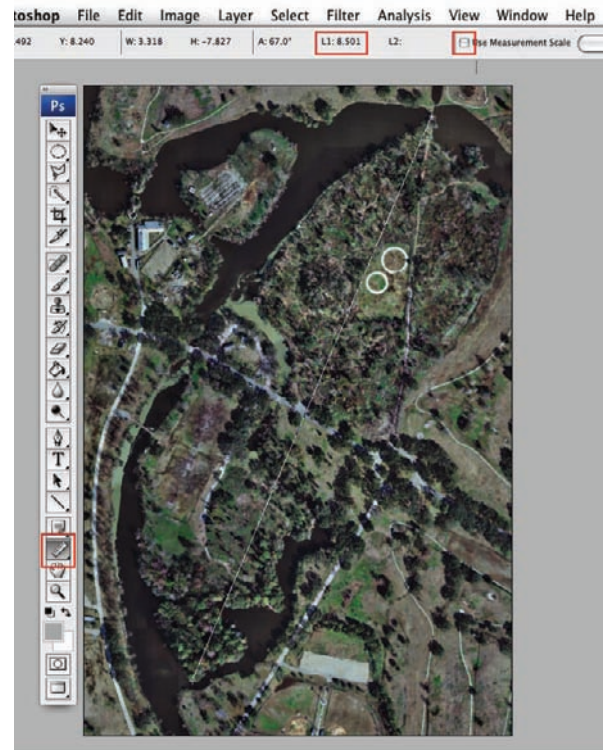 toshop File Edit Image Layer Select Filter Analysis View Window Help
.492 Y: 8.240 W: 3.318 H: -7.827 A: 67.0° L1: 8.501 L2: Use Measurement Scale
Ps
T